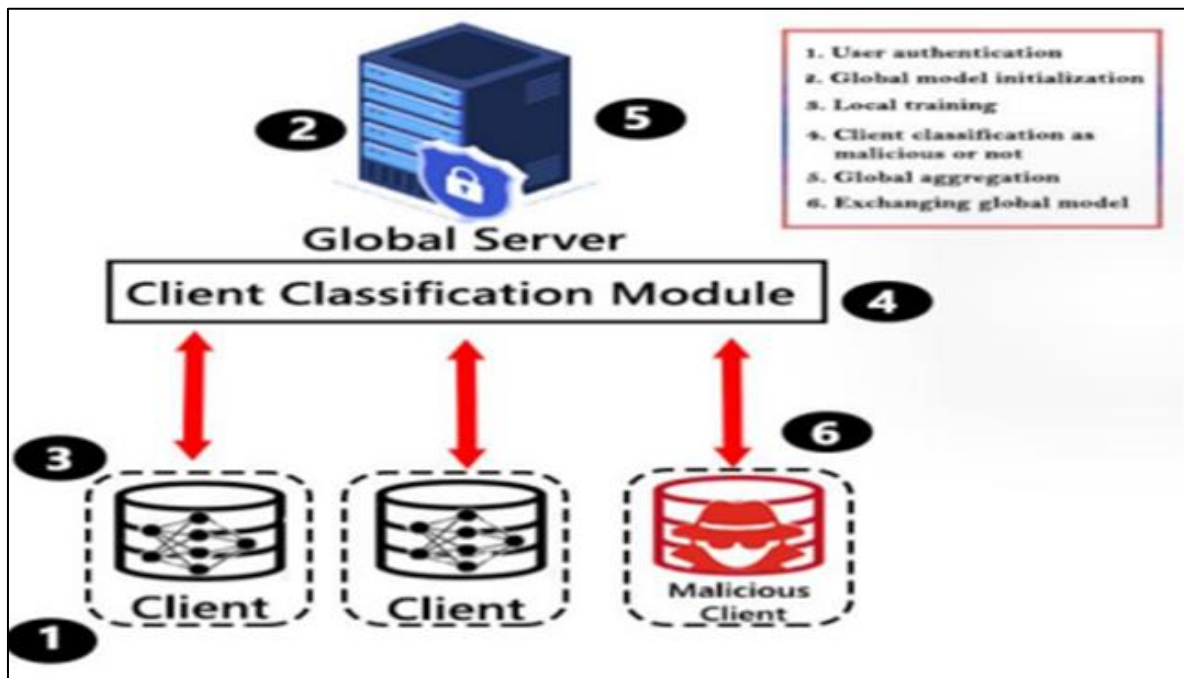 2
5
1. User authentication
2. Global model initialization
3. Local training
4. Client classification as
malicious or not
5. Global aggregation
6. Exchanging global model
Global Server
Client Classification Module
4
3
6
Client
Client
Malicious
Client
1